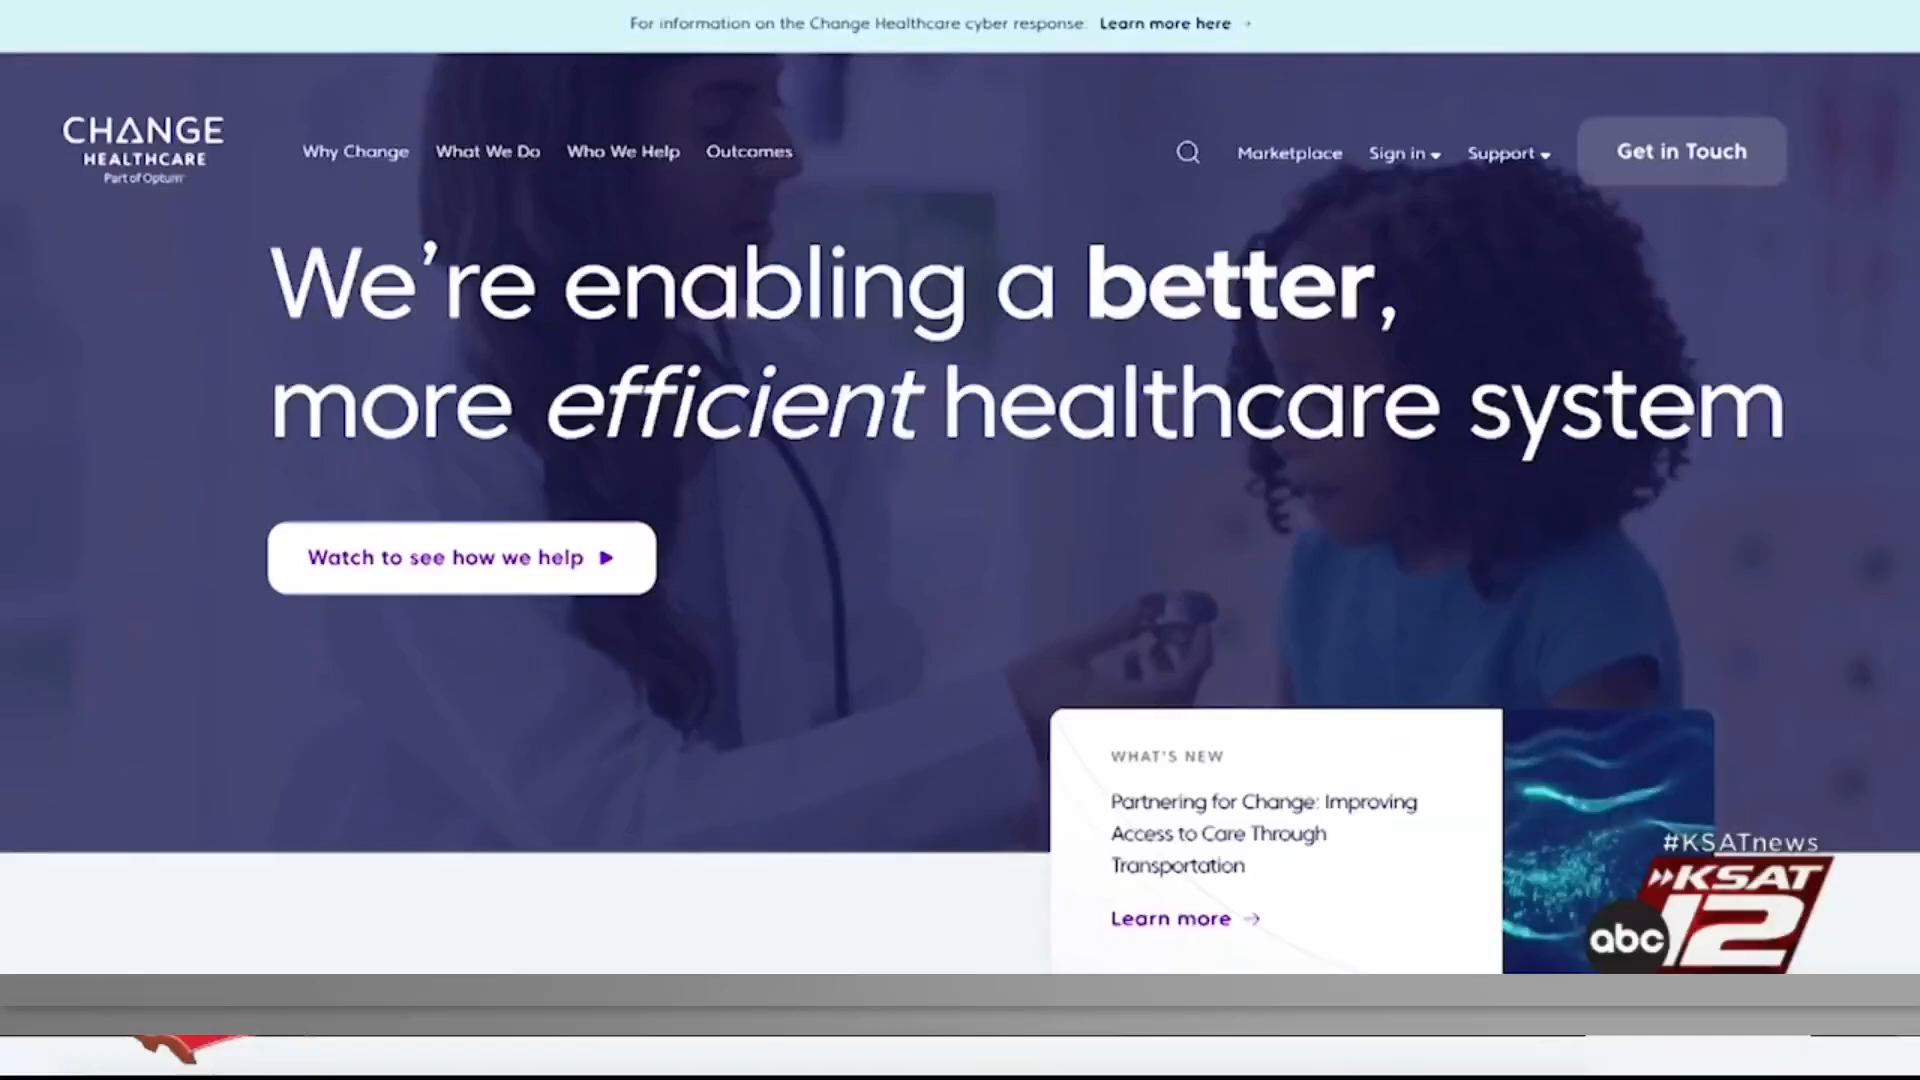 For information on the Change Healthcare cyber response: Learn more here
CHANGE
HEALTHCARE
Part of Optum
Why Change
What We Do
Who We Help
Outcomes
Marketplace
Sign in
Support
Get in Touch
We're enabling a better,
more efficient healthcare system
Watch to see how we help
WHAT'S NEW
Partnering for Change: Improving
Access to Care Through
Transportation
Learn more
#KSATnews
KSAT
12
abc